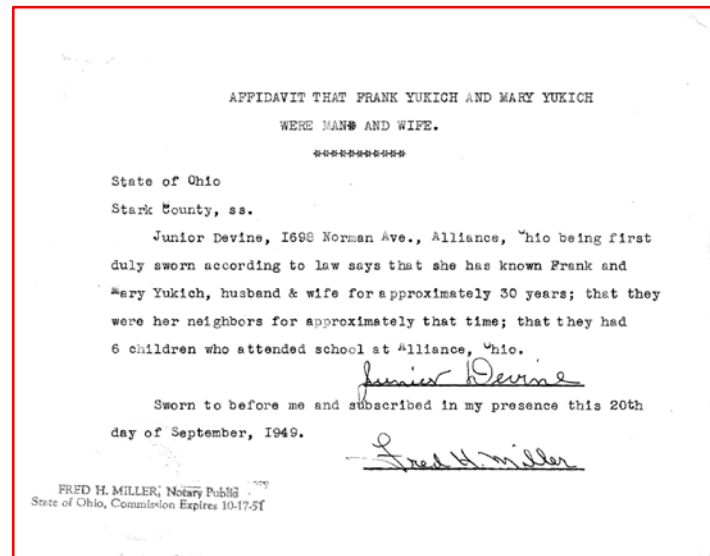 AFFIDAVIT THAT FRANK YUKICH AND MARY YUKICH
WERE MAN# AND WIFE.
***********
State of Ohio
Stark County, ss.
Junior Devine, I698 Norman Ave., Alliance, Ohio being first
duly sworn according to law says that she has known Frank and
Mary Yukich, husband & wife for approximately 30 years; that they
were her neighbors for approximately that time; that they had
6 children who attended school at Alliance, Ohio.
Junior Devine
Sworn to before me and subscribed in my presence this 20th
day of September, I949.
Fred H. Miller
FRED H. MILLER, Notary Public
State of Ohio, Commission Expires 10-17-51